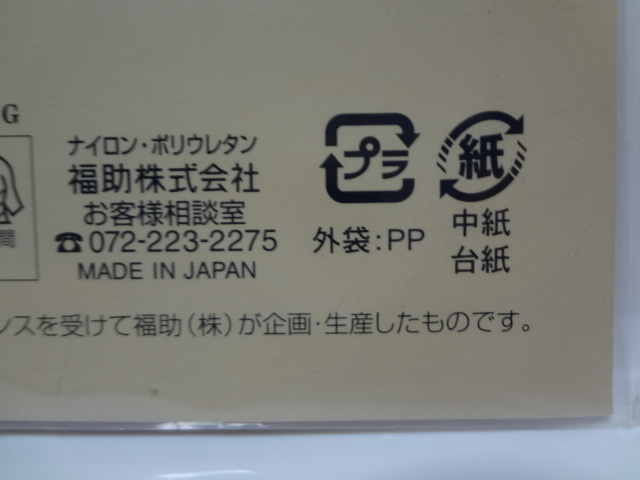 G
ナイロン・ポリウレタン
福助株式会社
お客様相談室
☎072-223-2275
MADE IN JAPAN
間
プラ
外袋:PP
紙
中紙
台紙
ンスを受けて福助(株)が企画・生産したものです。